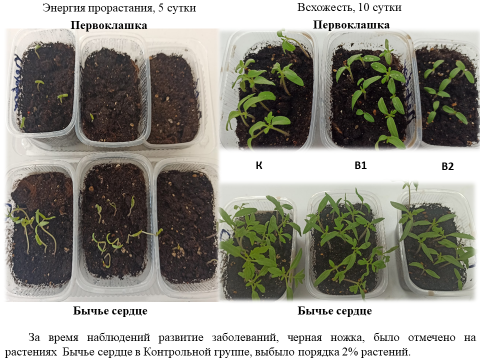 Энергия прорастания, 5 сутки
Всхожесть, 10 сутки
Первоклашка
Первоклашка
К В1 В2
Бычье сердце
Бычье сердце
За время наблюдений развитие заболеваний, черная ножка, было отмечено на
растениях Бычье сердце в Контрольной группе, выбыло порядка 2% растений.